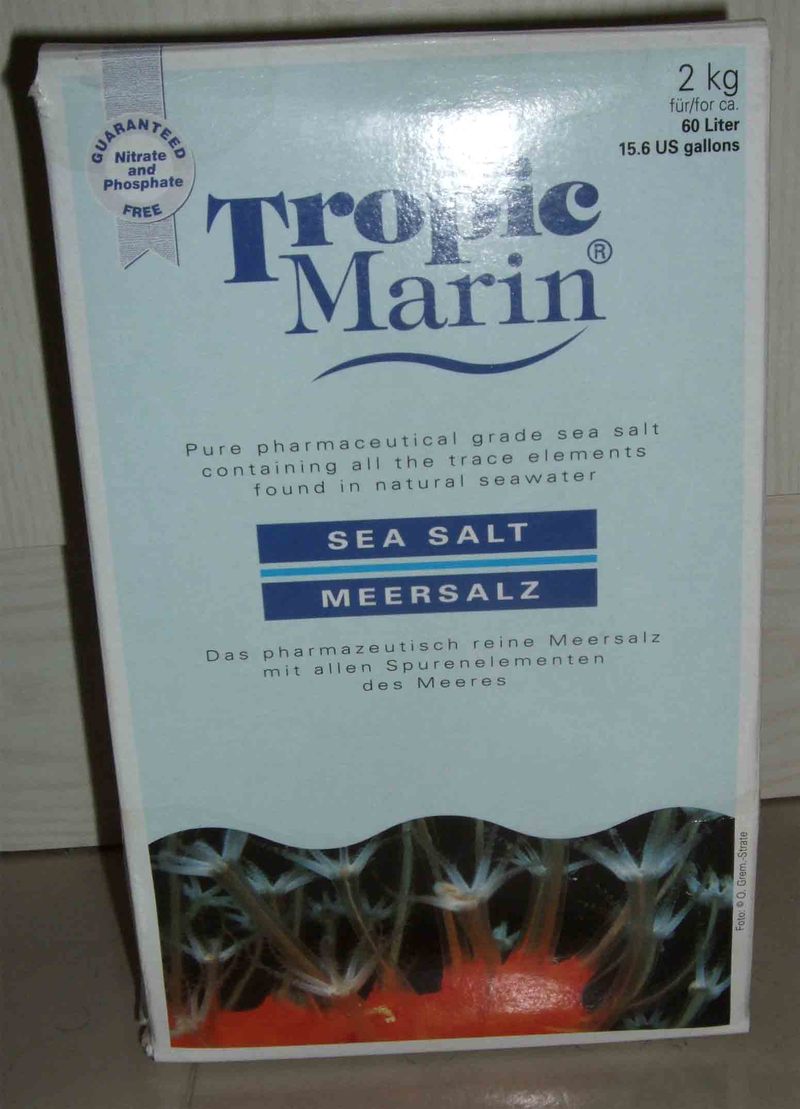 2 kg
für/for ca.
60 Liter
15.6 US gallons
GUARANTEED
Nitrate
and
Phosphate
FREE
Tropic
Marin®
Pure pharmaceutical grade sea salt
containing all the trace elements
found in natural seawater
SEA SALT
MEERSALZ
Das pharmazeutisch reine Meersalz
mit allen Spurenelementen
des Meeres
Foto: © O. Grem.-Strate